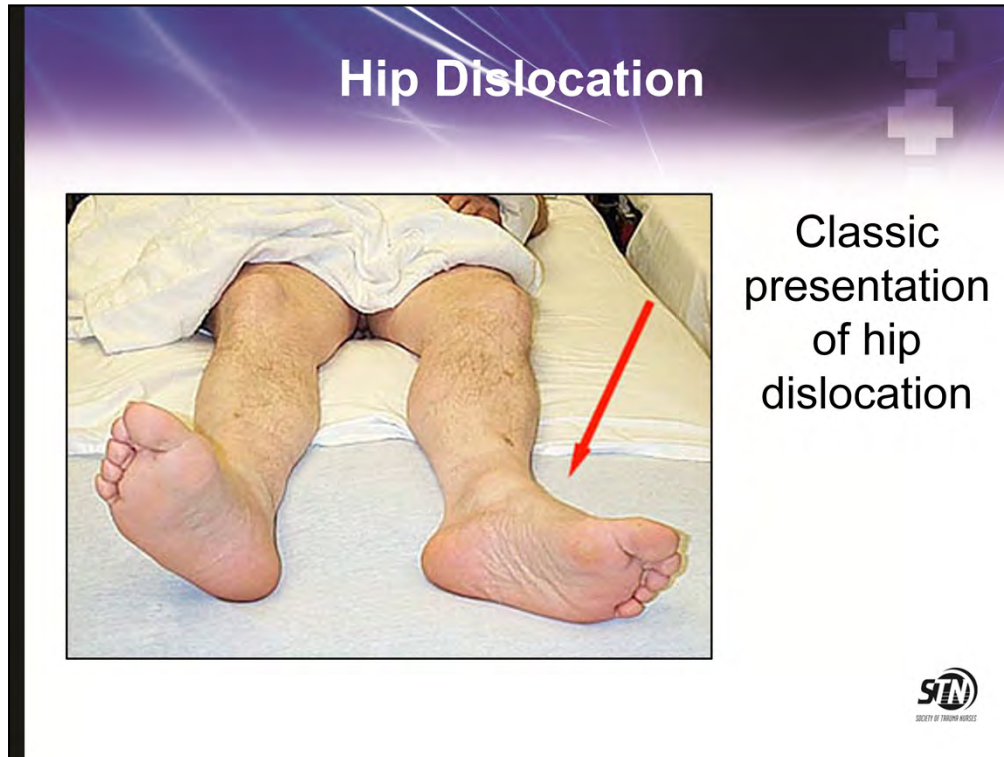 Hip Dislocation
Classic
presentation
of hip
dislocation
STN
SOCIETY OF TRAUMA NURSES